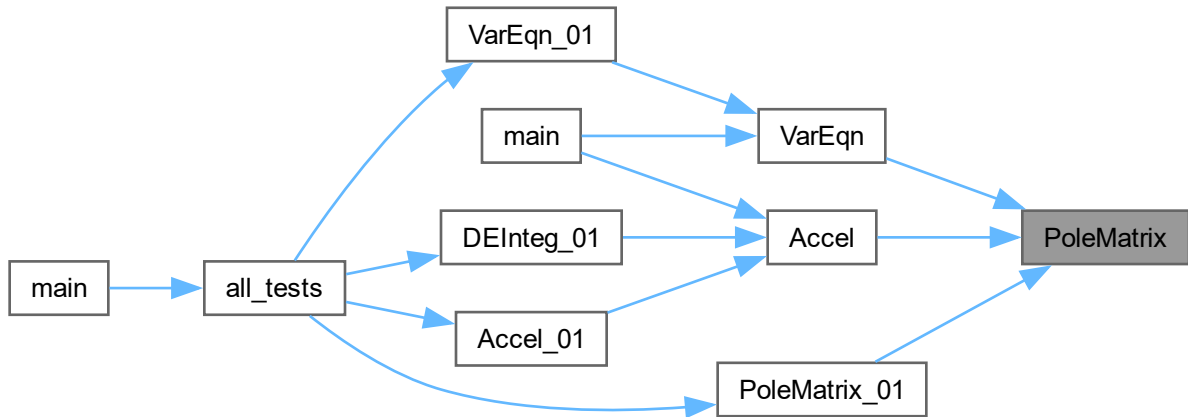 VarEqn_01
main
VarEqn
DEInteg_01
Accel
PoleMatrix
main
all_tests
Accel_01
PoleMatrix_01